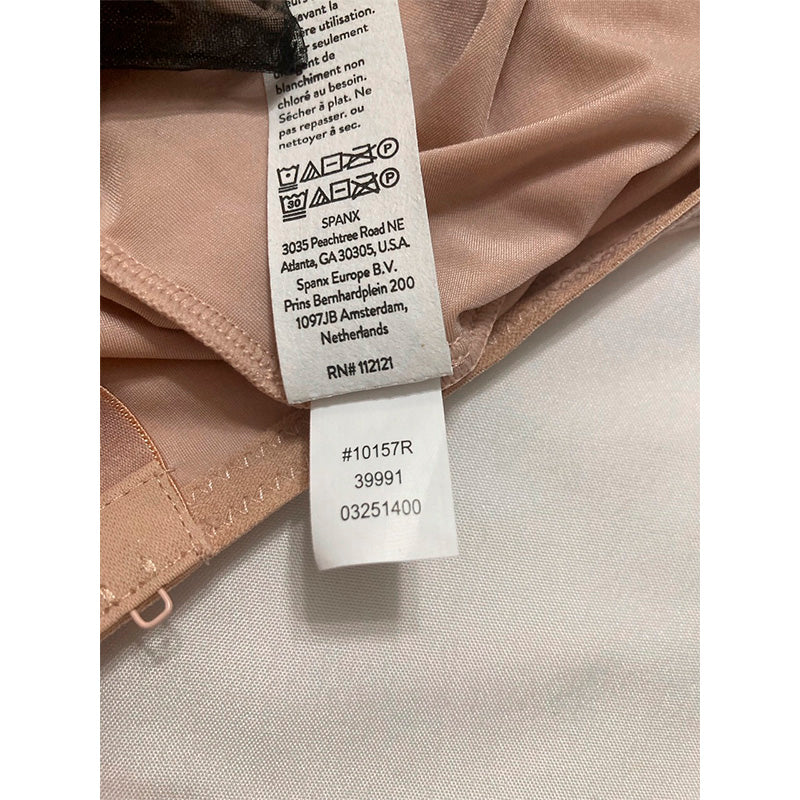 avant la
utilisation.
seulement
de
blanchiment non
chloré au besoin.
Sécher à plat. Ne
pas repasser, ou
nettoyer à sec.
P
30 P
SPANX
3035 Peachtree Road NE
Atlanta, GA 30305, U.S.A.
Spanx Europe B.V.
Prins Bernhardplein 200
1097JB Amsterdam,
Netherlands
RN# 112121
#10157R
39991
03251400